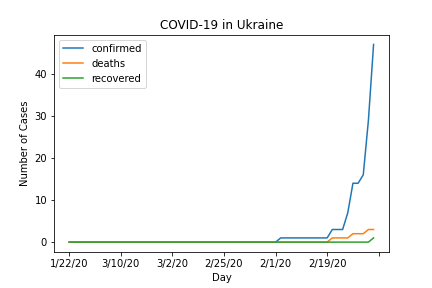 COVID-19 in Ukraine
confirmed
deaths
recovered
Number of Cases
40
30
20
10
0
1/22/20 3/10/20 3/2/20 2/25/20 2/1/20 2/19/20
Day